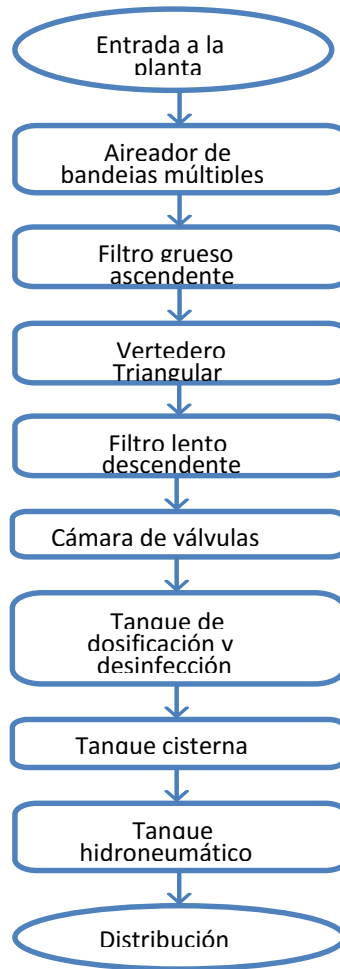 Entrada a la
planta
Aireador de
bandejas múltiples
Filtro grueso
ascendente
Vertedero
Triangular
Filtro lento
descendente
Cámara de válvulas
Tanque de
dosificación y
desinfección
Tanque cisterna
Tanque
hidroneumático
Distribución